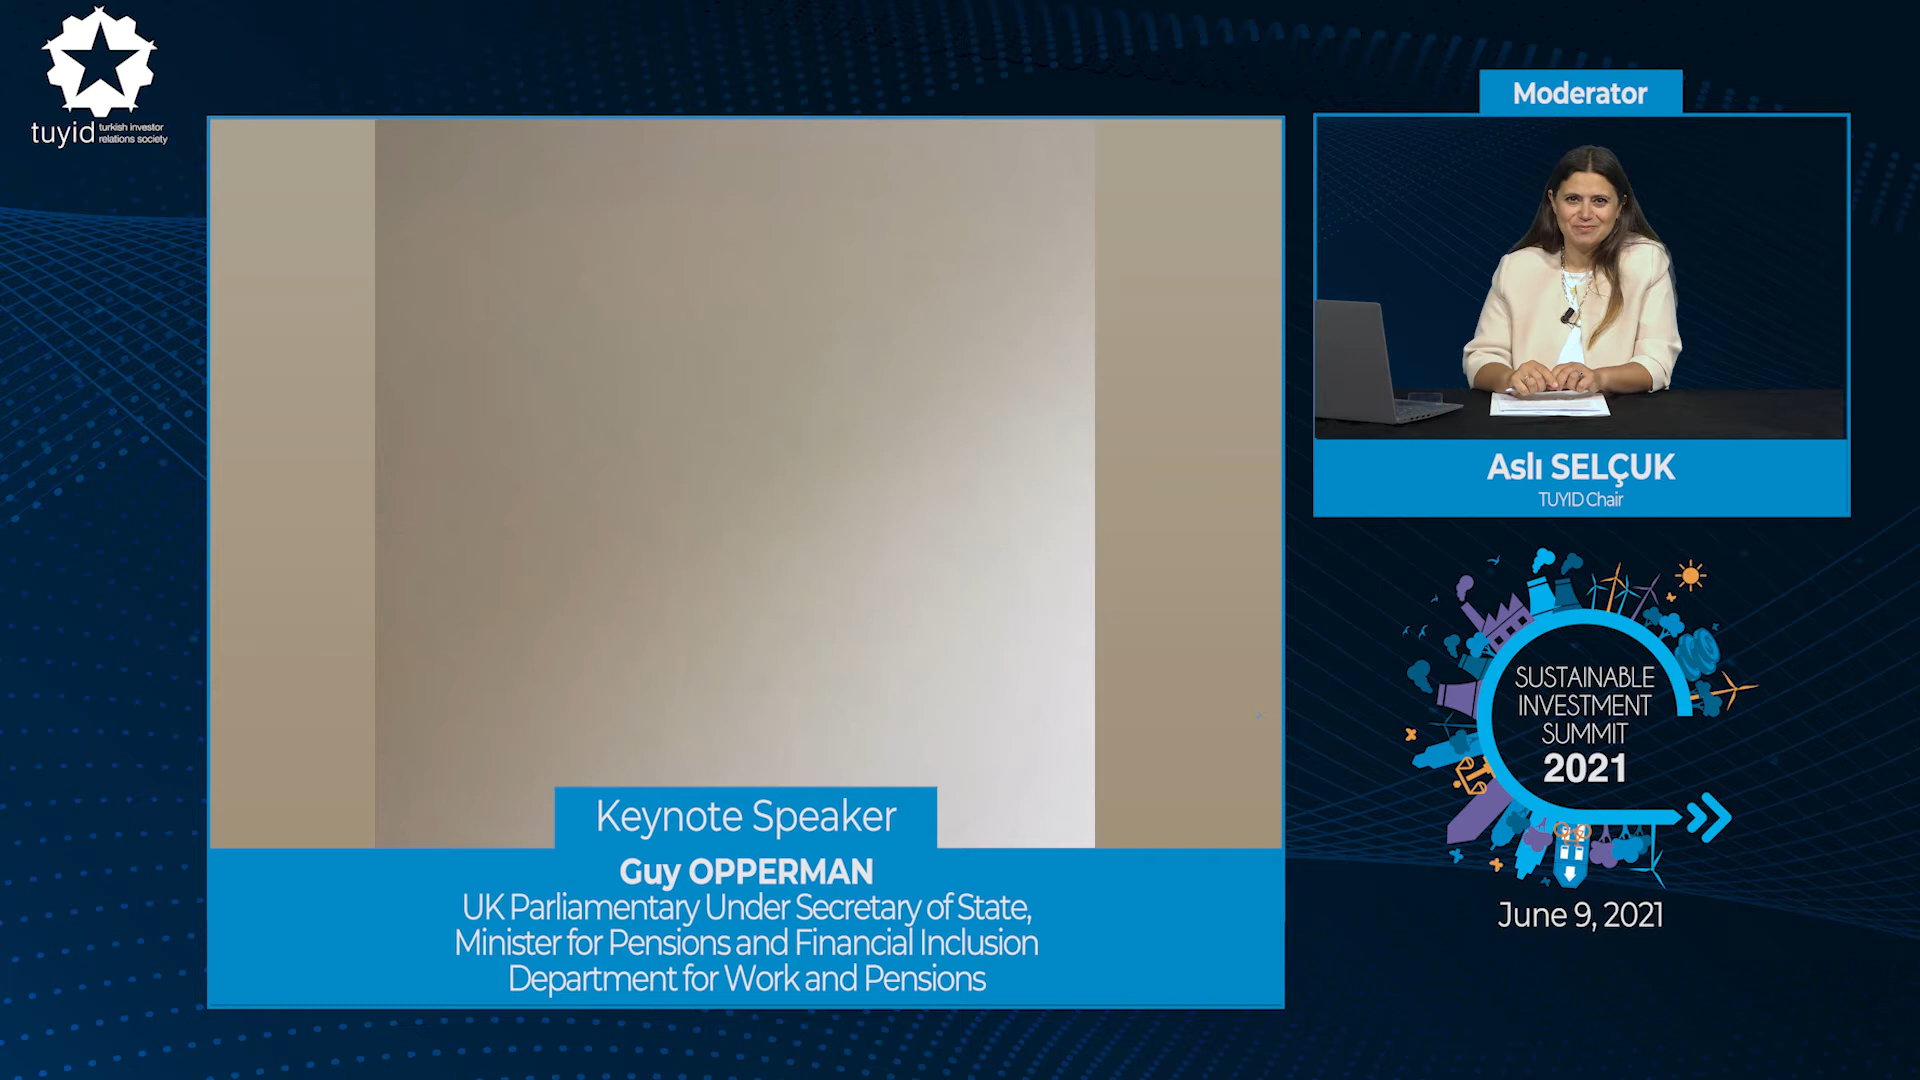 tuyid turkish investor
relations society
Moderator
Aslı SELÇUK
TUYID Chair
Keynote Speaker
Guy OPPERMAN
UK Parliamentary Under Secretary of State,
Minister for Pensions and Financial Inclusion
Department for Work and Pensions
SUSTAINABLE
INVESTMENT
SUMMIT
2021
June 9, 2021